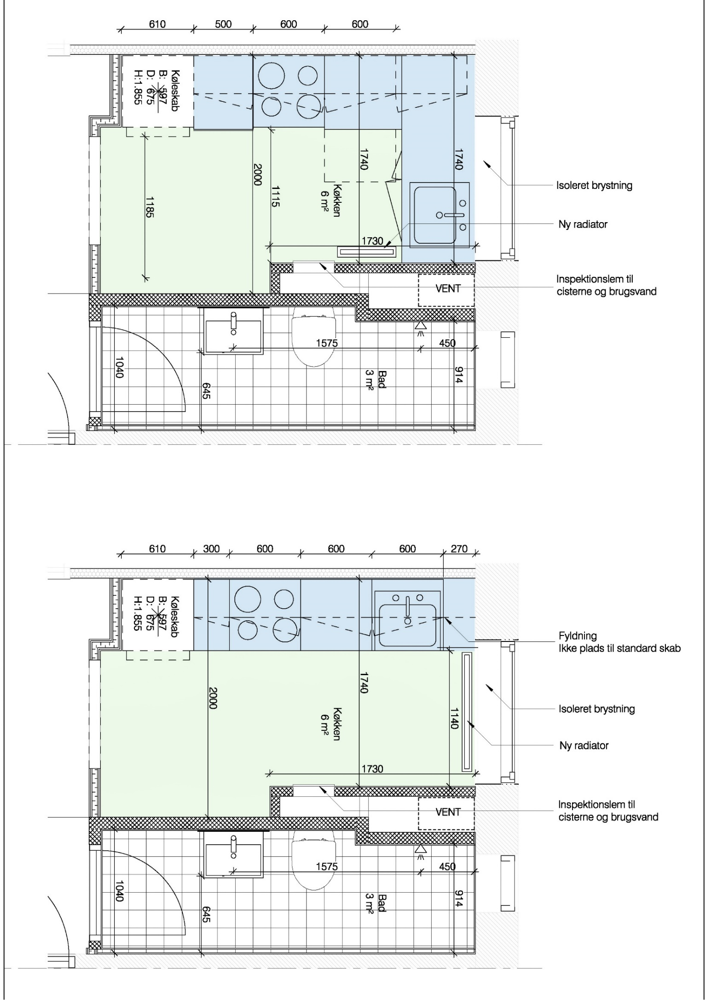 610 500 600 600
Køleskab
B: 597
D: 675
H:1.855
1740
1740
2000
1115
1185
Køkken
6 m²
1730
Isoleret brystning
Ny radiator
Inspektionslem til
cisterne og brugsvand
VENT
1575
450
1040
645
914
Bad
3 m²
610 300 600 600 600 270
Køleskab
B: 597
D: 675
H:1.855
Fyldning
Ikke plads til standard skab
2000
1740
1140
Køkken
6 m²
1730
Isoleret brystning
Ny radiator
Inspektionslem til
cisterne og brugsvand
VENT
1575
450
1040
645
914
Bad
3 m²